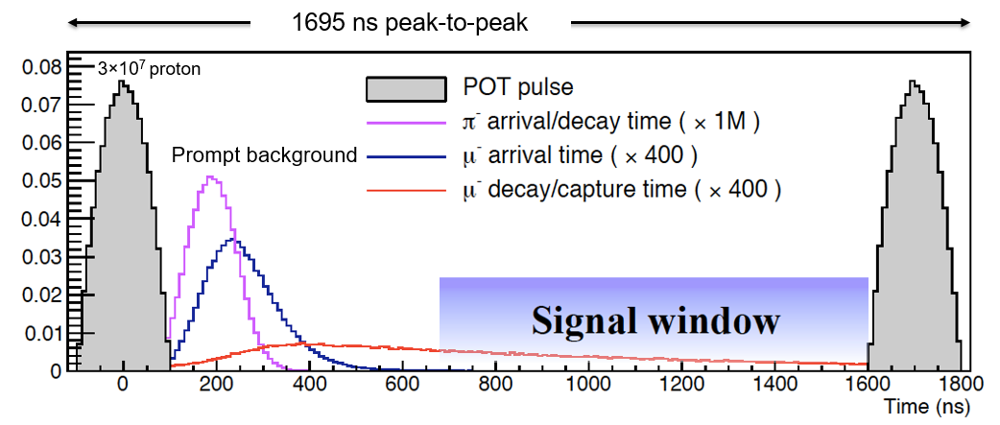 1695 ns peak-to-peak
0.08
3×10⁷ proton
0.07
0.06
0.05
0.04
0.03
0.02
0.01
0
POT pulse
π⁻ arrival/decay time ( × 1M )
Prompt background
μ⁻ arrival time ( × 400 )
μ⁻ decay/capture time ( × 400 )
Signal window
0 200 400 600 800 1000 1200 1400 1600 1800
Time (ns)